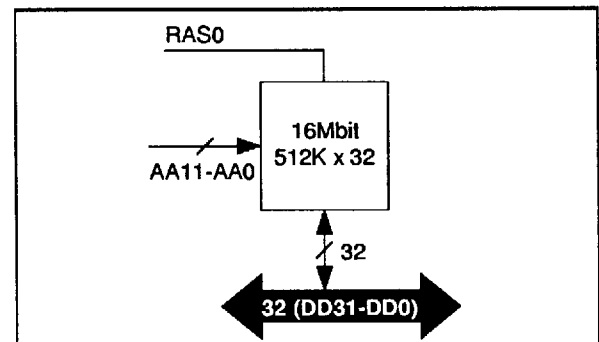 RAS0
16Mbit
512K x 32
AA11-AA0
32
32 (DD31-DD0)